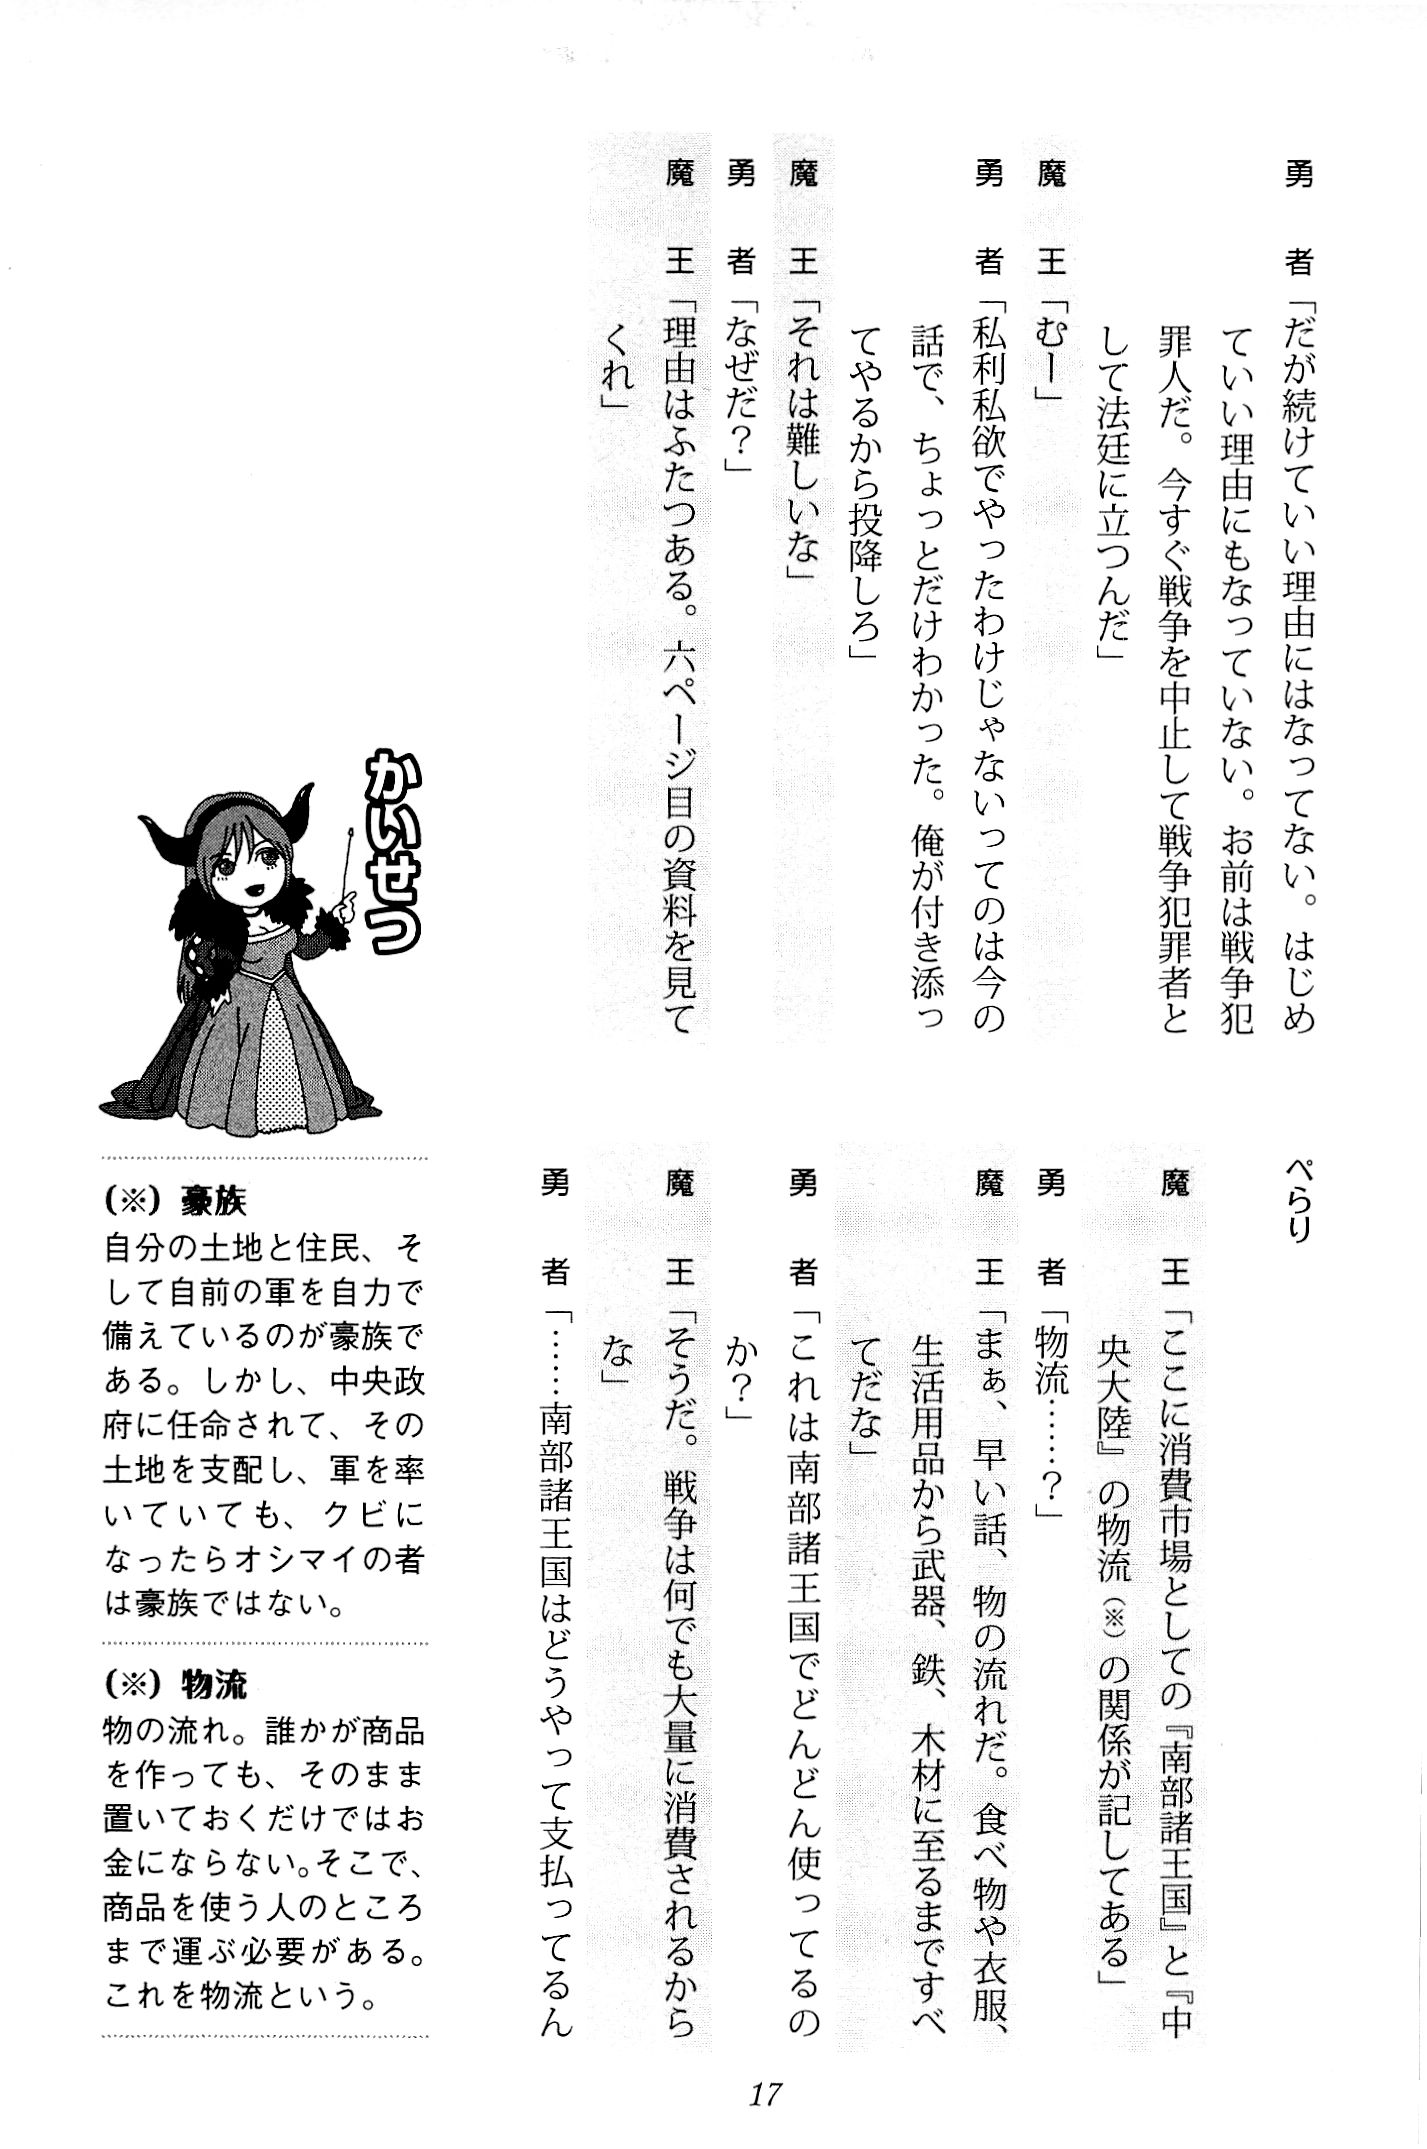 勇　者「だが続けていい理由にはなってない。はじめ
ていい理由にもなっていない。お前は戦争犯
罪人だ。今すぐ戦争を中止して戦争犯罪者と
して法廷に立つんだ」
魔　王「むー」
勇　者「私利私欲でやったわけじゃないってのは今の
話で、ちょっとだけわかった。俺が付き添っ
てやるから投降しろ」
魔　王「それは難しいな」
勇　者「なぜだ？」
魔　王「理由はふたつある。六ページ目の資料を見て
くれ」
ぺらり
魔　王「ここに消費市場としての『南部諸王国』と『中
央大陸』の物流（※）の関係が記してある」
勇　者「物流……？」
魔　王「まぁ、早い話、物の流れだ。食べ物や衣服、
生活用品から武器、鉄、木材に至るまですべ
てだな」
勇　者「これは南部諸王国でどんどん使ってるの
か？」
魔　王「そうだ。戦争は何でも大量に消費されるから
な」
勇　者「……南部諸王国はどうやって支払ってるん
かいせつ
（※）豪族
自分の土地と住民、そ
して自前の軍を自力で
備えているのが豪族で
ある。しかし、中央政
府に任命されて、その
土地を支配し、軍を率
いていても、クビに
なったらオシマイの者
は豪族ではない。
（※）物流
物の流れ。誰かが商品
を作っても、そのまま
置いておくだけではお
金にならない。そこで、
商品を使う人のところ
まで運ぶ必要がある。
これを物流という。
17